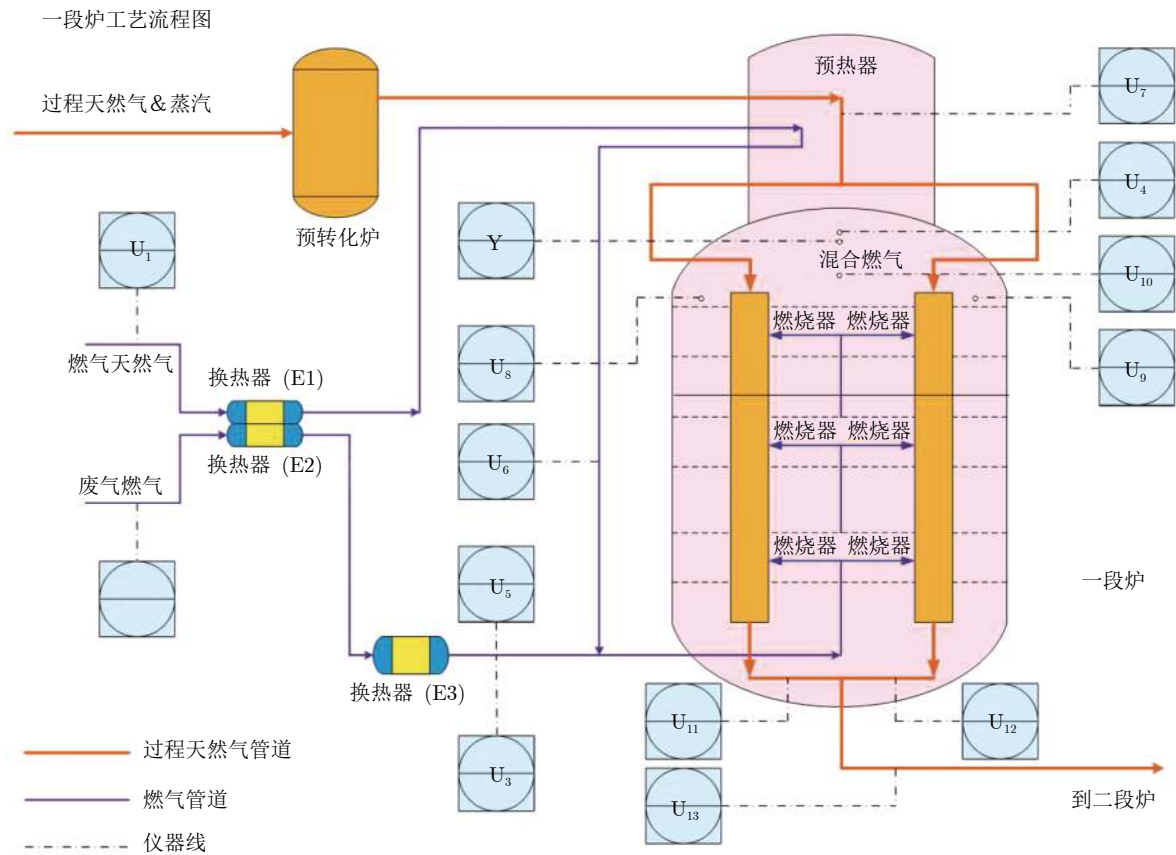 一段炉工艺流程图
过程天然气&蒸汽
预转化炉
预热器
U₇
U₄
U₁
Y
混合燃气
U₁₀
燃气天然气
换热器 (E1)
燃烧器 燃烧器
U₈
U₉
换热器 (E2)
燃烧器 燃烧器
U₆
废气燃气
燃烧器 燃烧器
U₅
一段炉
换热器 (E3)
U₁₁
U₁₂
过程天然气管道
U₃
燃气管道
U₁₃
到二段炉
仪器线